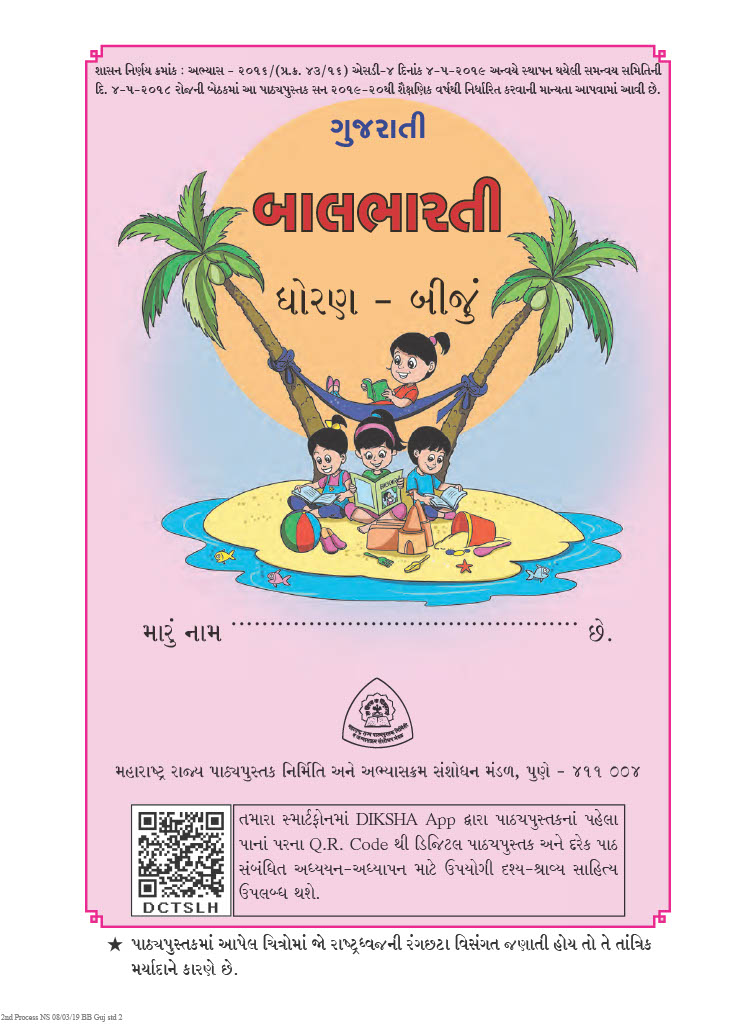 શાસન નિર્ણય ક્રમાંક : અભ્યાસ - ૨૦૧૬/(પ્ર.ક્ર. ૪૩/૧૬) એસડી-૪ દિનાંક ૪-૫-૨૦૧૯ અન્વયે સ્થાપન થયેલી સમન્વય સમિતિની
દિ. ૪-૫-૨૦૧૮ રોજની બેઠકમાં આ પાઠ્યપુસ્તક સન ૨૦૧૯-૨૦થી શૈક્ષણિક વર્ષથી નિર્ધારિત કરવાની માન્યતા આપવામાં આવી છે.
ગુજરાતી
બાલભારતી
ધોરણ - બીજું
મારું નામ ............................................. છે.
મહારાષ્ટ્ર રાજ્ય પાઠ્યપુસ્તક નિર્મિતિ અને અભ્યાસક્રમ સંશોધન મંડળ, પુણે - ૪૧૧ ૦૦૪
તમારા સ્માર્ટફોનમાં DIKSHA App દ્વારા પાઠ્યપુસ્તકનાં પહેલા
પાનાં પરના Q.R. Code થી ડિજિટલ પાઠ્યપુસ્તક અને દરેક પાઠ
સંબંધિત અધ્યયન-અધ્યાપન માટે ઉપયોગી દશ્ય-શ્રાવ્ય સાહિત્ય
ઉપલબ્ધ થશે.
DCTSLH
★ પાઠ્યપુસ્તકમાં આપેલ ચિત્રોમાં જો રાષ્ટ્રધ્વજની રંગછટા વિસંગત જણાતી હોય તો તે તાંત્રિક
મર્યાદાને કારણે છે.
2nd Process NS 08/03/19 BB Guj std 2